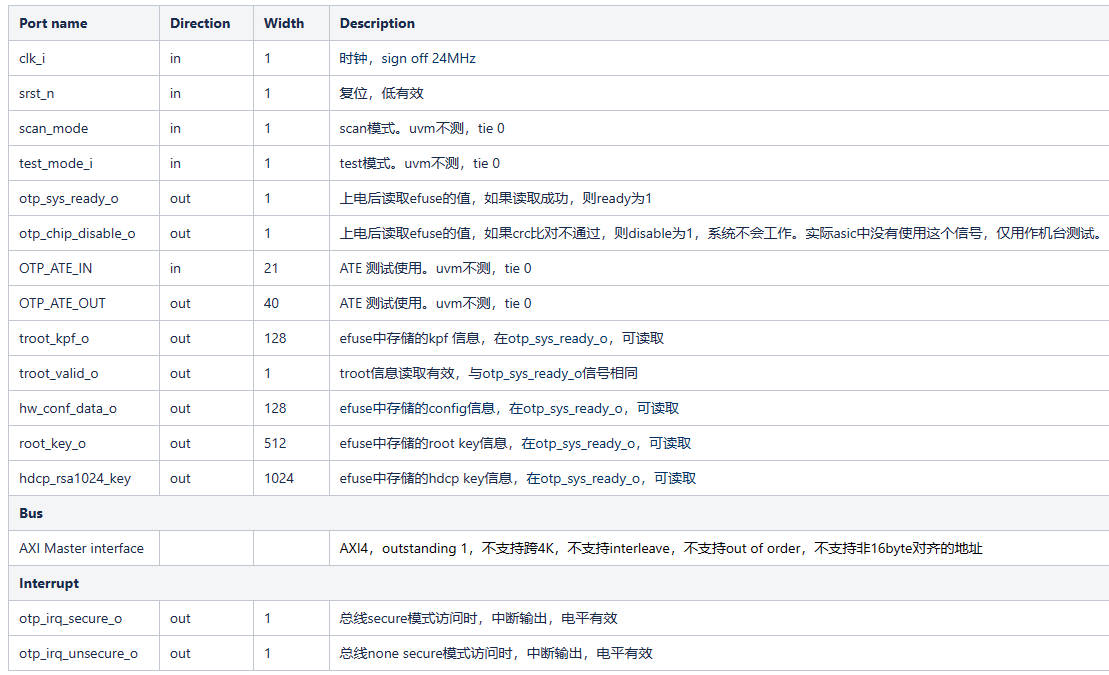 Port name Direction Width Description
clk_i in 1 时钟，sign off 24MHz
srst_n in 1 复位，低有效
scan_mode in 1 scan模式。uvm不测，tie 0
test_mode_i in 1 test模式。uvm不测，tie 0
otp_sys_ready_o out 1 上电后读取efuse的值，如果读取成功，则ready为1
otp_chip_disable_o out 1 上电后读取efuse的值，如果crc比对不通过，则disable为1，系统不会工作。实际asic中没有使用这个信号，仅用作机台测试。
OTP_ATE_IN in 21 ATE 测试使用。uvm不测，tie 0
OTP_ATE_OUT out 40 ATE 测试使用。uvm不测，tie 0
troot_kpf_o out 128 efuse中存储的kpf 信息，在otp_sys_ready_o，可读取
troot_valid_o out 1 troot信息读取有效，与otp_sys_ready_o信号相同
hw_conf_data_o out 128 efuse中存储的config信息，在otp_sys_ready_o，可读取
root_key_o out 512 efuse中存储的root key信息，在otp_sys_ready_o，可读取
hdcp_rsa1024_key out 1024 efuse中存储的hdcp key信息，在otp_sys_ready_o，可读取
Bus
AXI Master interface AXI4，outstanding 1，不支持跨4K，不支持interleave，不支持out of order，不支持非16byte对齐的地址
Interrupt
otp_irq_secure_o out 1 总线secure模式访问时，中断输出，电平有效
otp_irq_unsecure_o out 1 总线none secure模式访问时，中断输出，电平有效